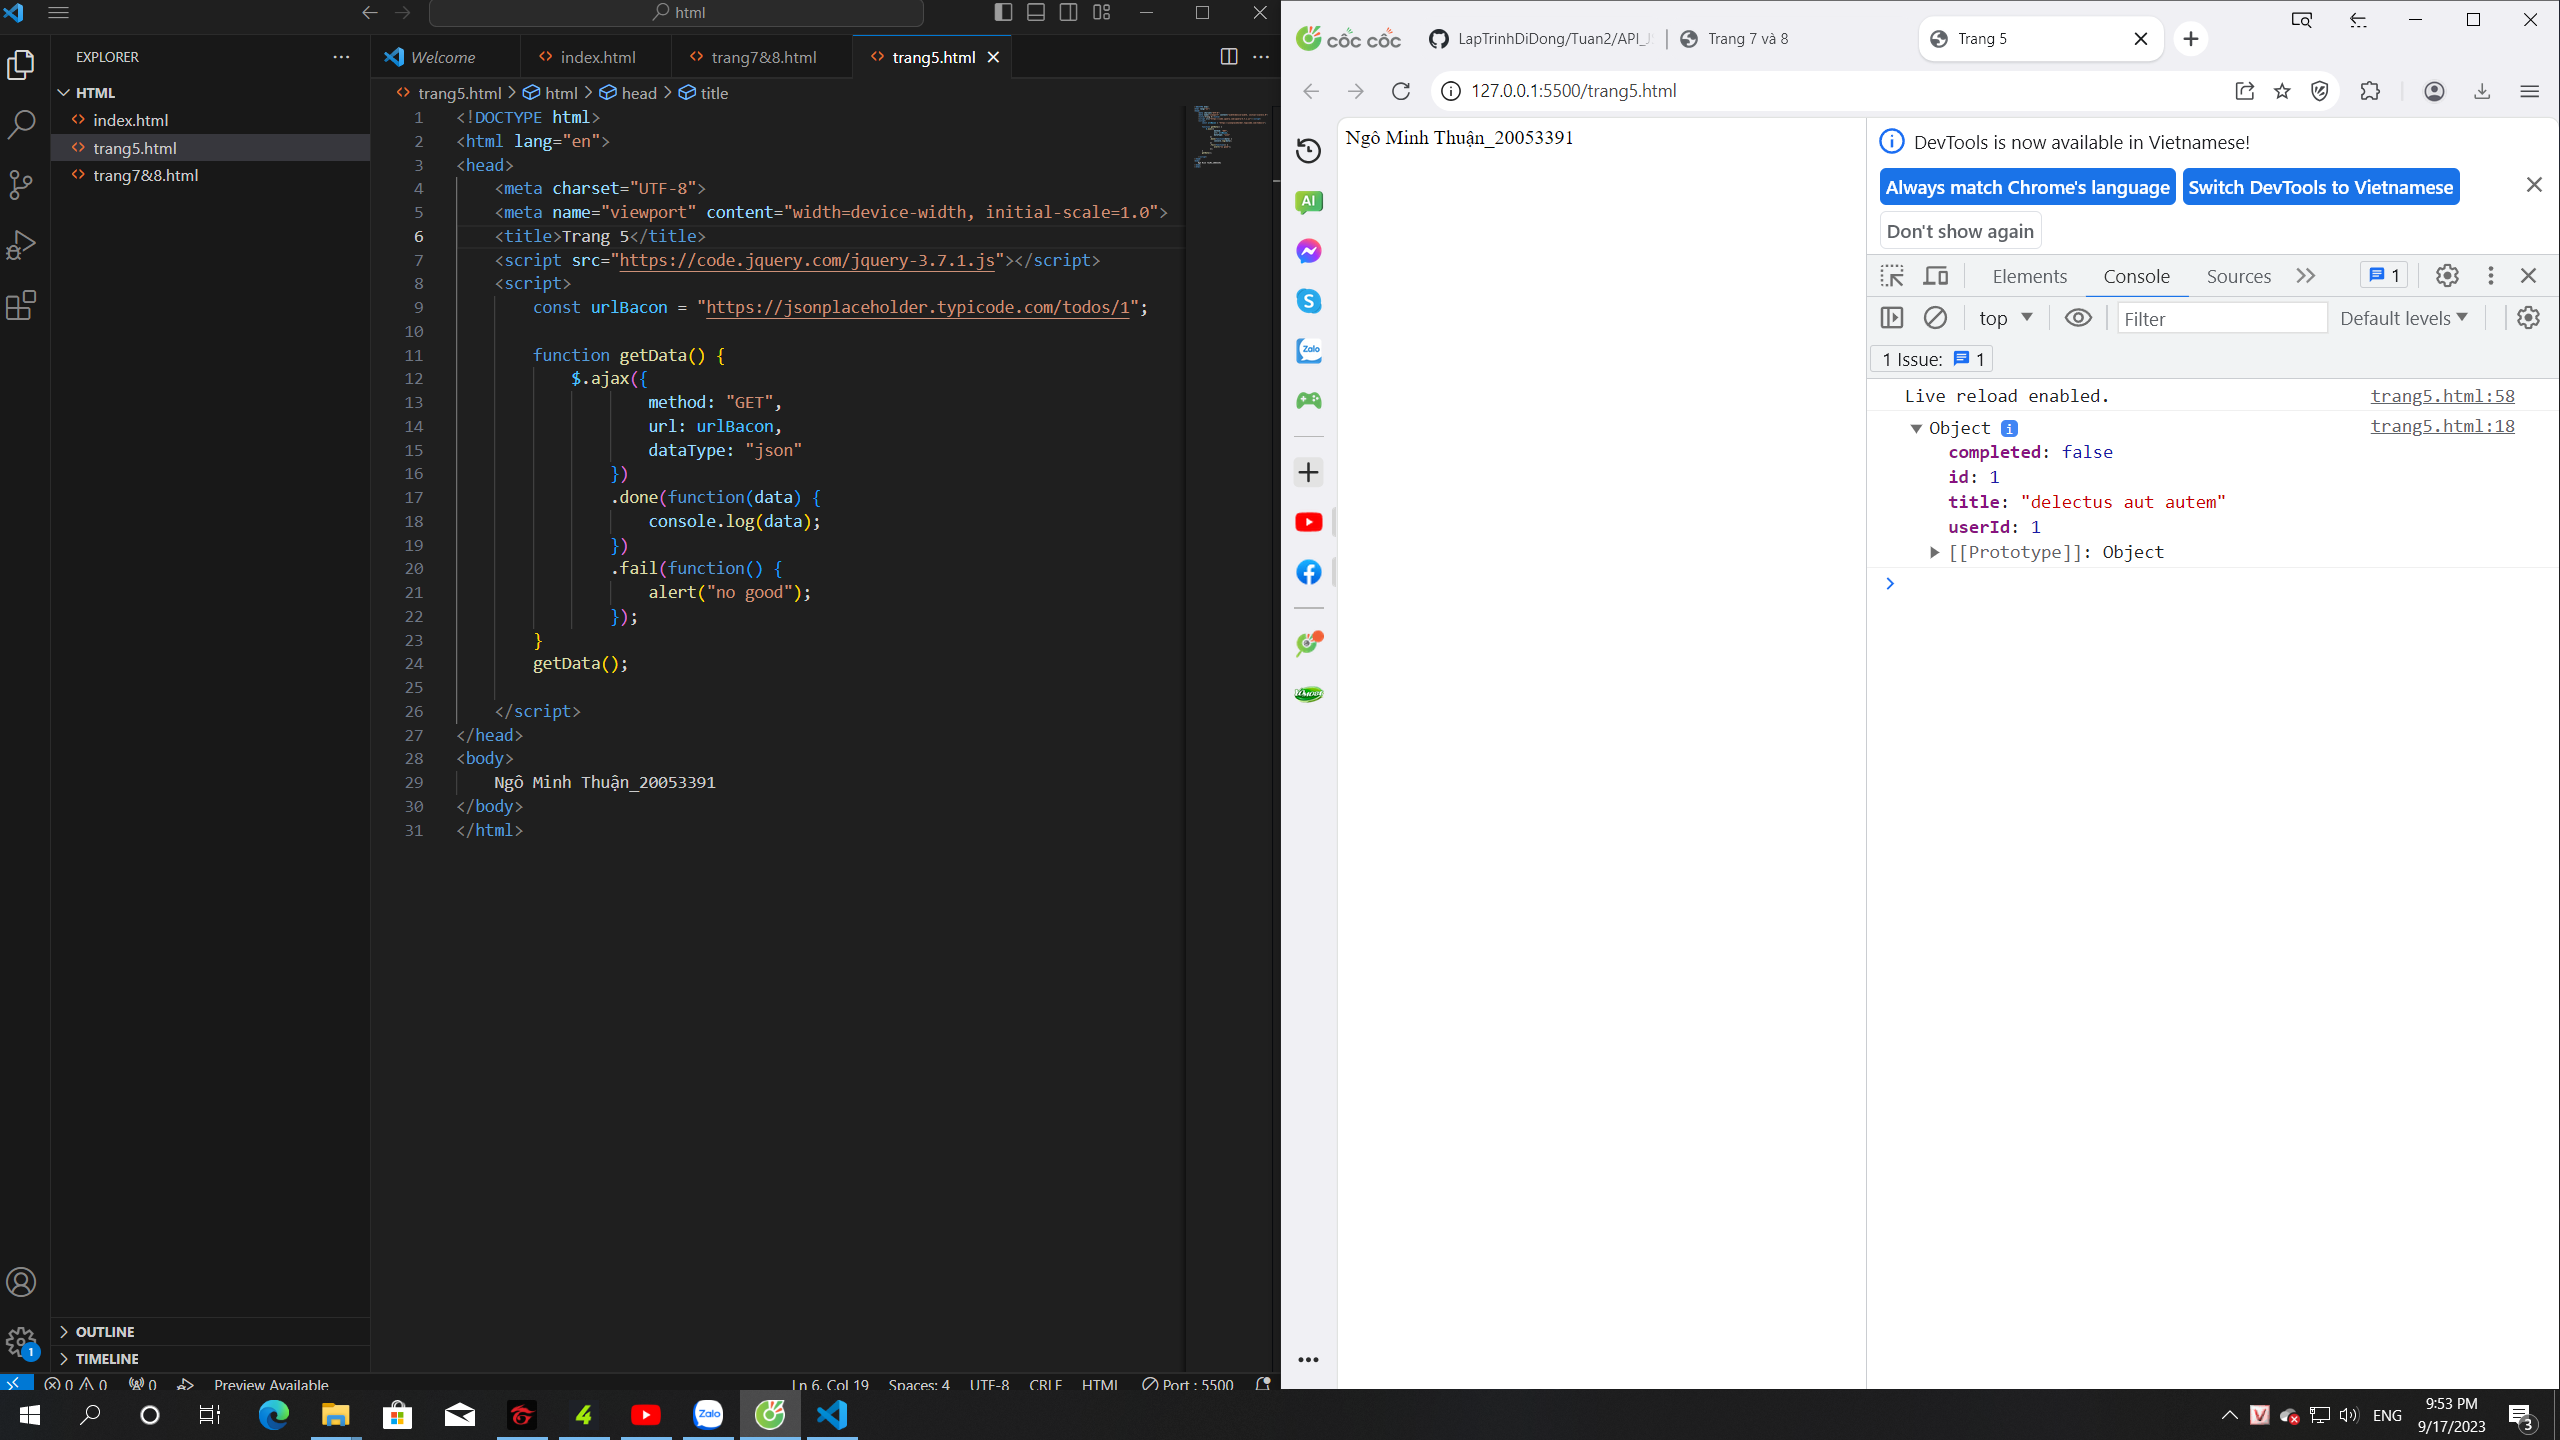 html
EXPLORER
HTML
index.html
trang5.html
trang7&8.html
Welcome
index.html
trang7&8.html
trang5.html
trang5.html > html > head > title
1 <!DOCTYPE html>
2 <html lang="en">
3 <head>
4 <meta charset="UTF-8">
5 <meta name="viewport" content="width=device-width, initial-scale=1.0">
6 <title>Trang 5</title>
7 <script src="https://code.jquery.com/jquery-3.7.1.js"></script>
8 <script>
9 const urlBacon = "https://jsonplaceholder.typicode.com/todos/1";
10
11 function getData() {
12 $.ajax({
13 method: "GET",
14 url: urlBacon,
15 dataType: "json"
16 })
17 .done(function(data) {
18 console.log(data);
19 })
20 .fail(function() {
21 alert("no good");
22 });
23 }
24 getData();
25
26 </script>
27 </head>
28 <body>
29 Ngô Minh Thuận_20053391
30 </body>
31 </html>
OUTLINE
TIMELINE
1
0 0 0 Preview Available
Ln 6, Col 19 Spaces: 4 UTF-8 CRLF HTML Port : 5500
cốc cốc
LapTrinhDiDong/Tuan2/API_JS
Trang 7 và 8
Trang 5
127.0.0.1:5500/trang5.html
AI
S
Zalo
Ngô Minh Thuận_20053391
DevTools is now available in Vietnamese!
Always match Chrome's language
Switch DevTools to Vietnamese
Don't show again
Elements Console Sources 1
top Filter Default levels
1 Issue: 1
Live reload enabled. trang5.html:58
Object i trang5.html:18
completed: false
id: 1
title: "delectus aut autem"
userId: 1
[[Prototype]]: Object
4
Zalo
V
ENG
9:53 PM
9/17/2023
3